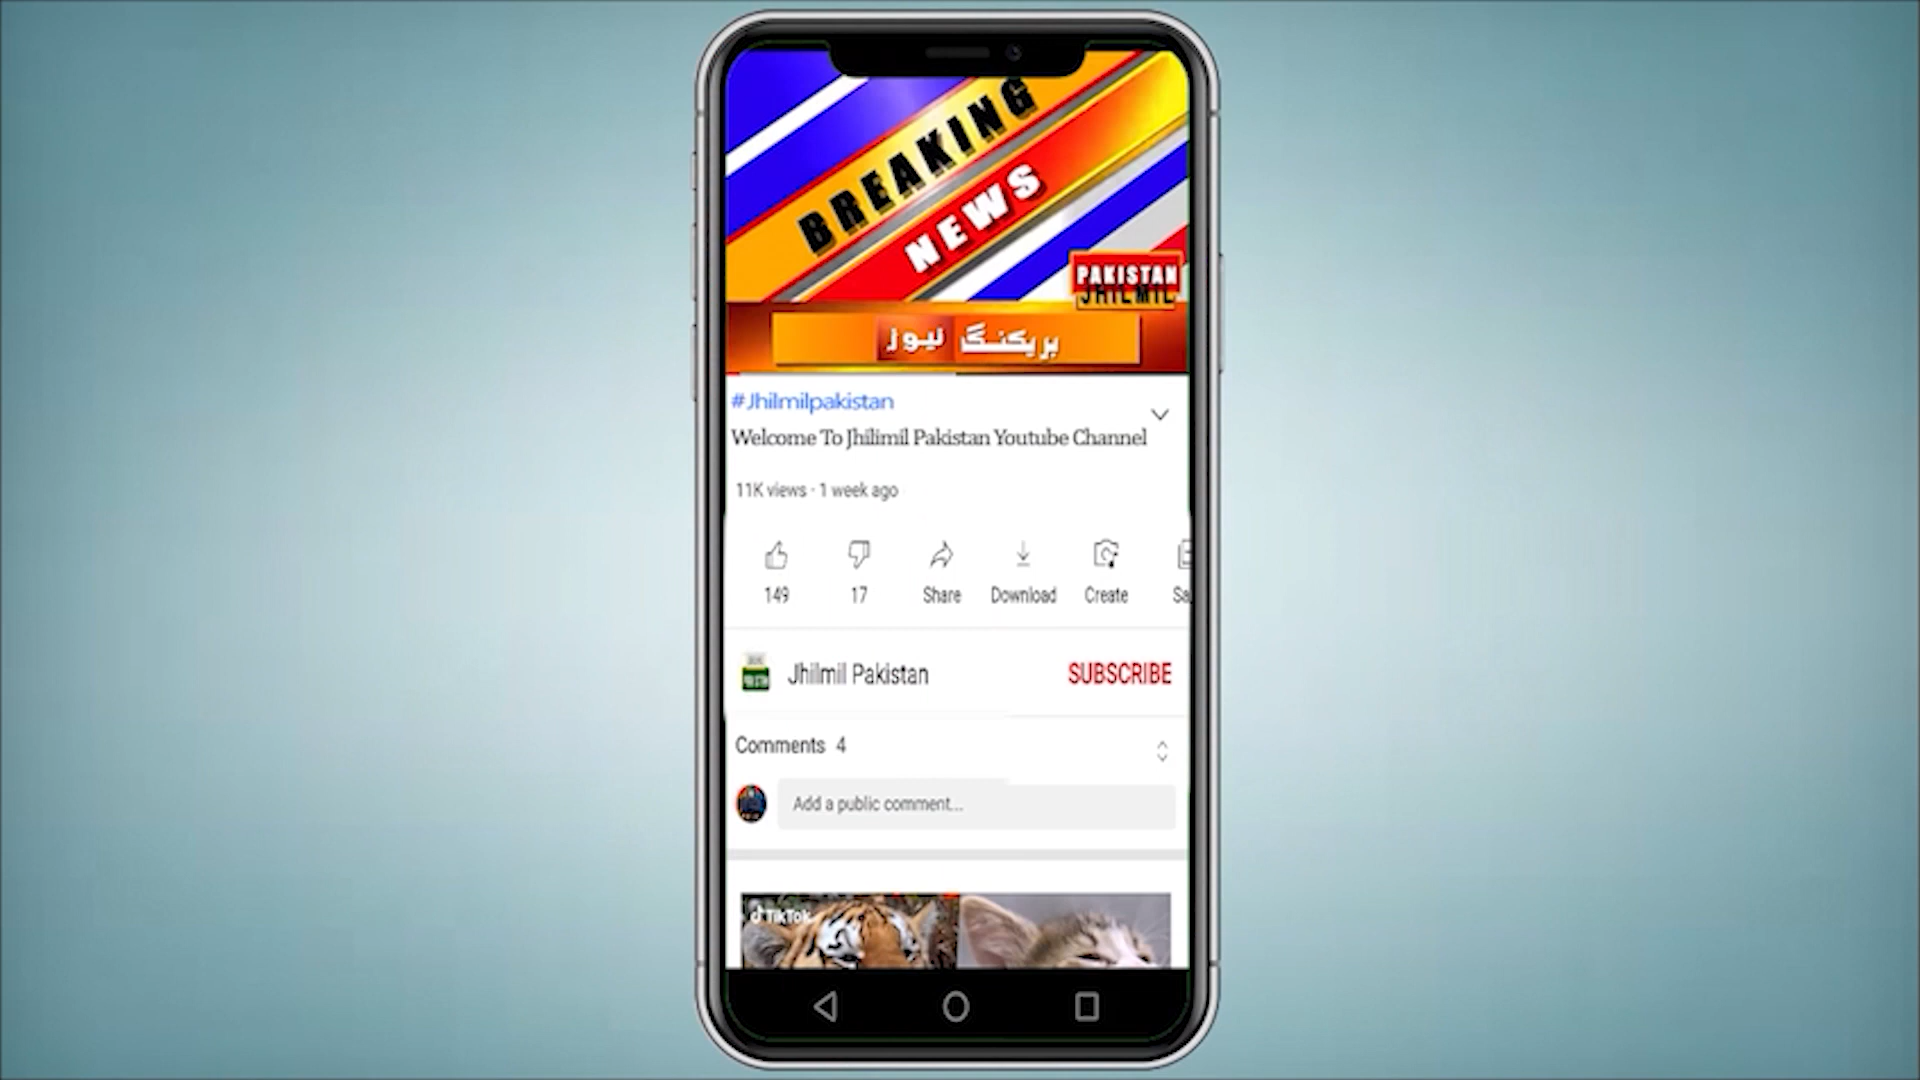 BREAKING
NEWS
PAKISTAN
JHILMIL
بریکنگ نیوز
#Jhilmilpakistan
Welcome To Jhilimil Pakistan Youtube Channel
11K views · 1 week ago
149 17 Share Download Create Sa
Jhilmil Pakistan SUBSCRIBE
Comments 4
Add a public comment...
TikTok